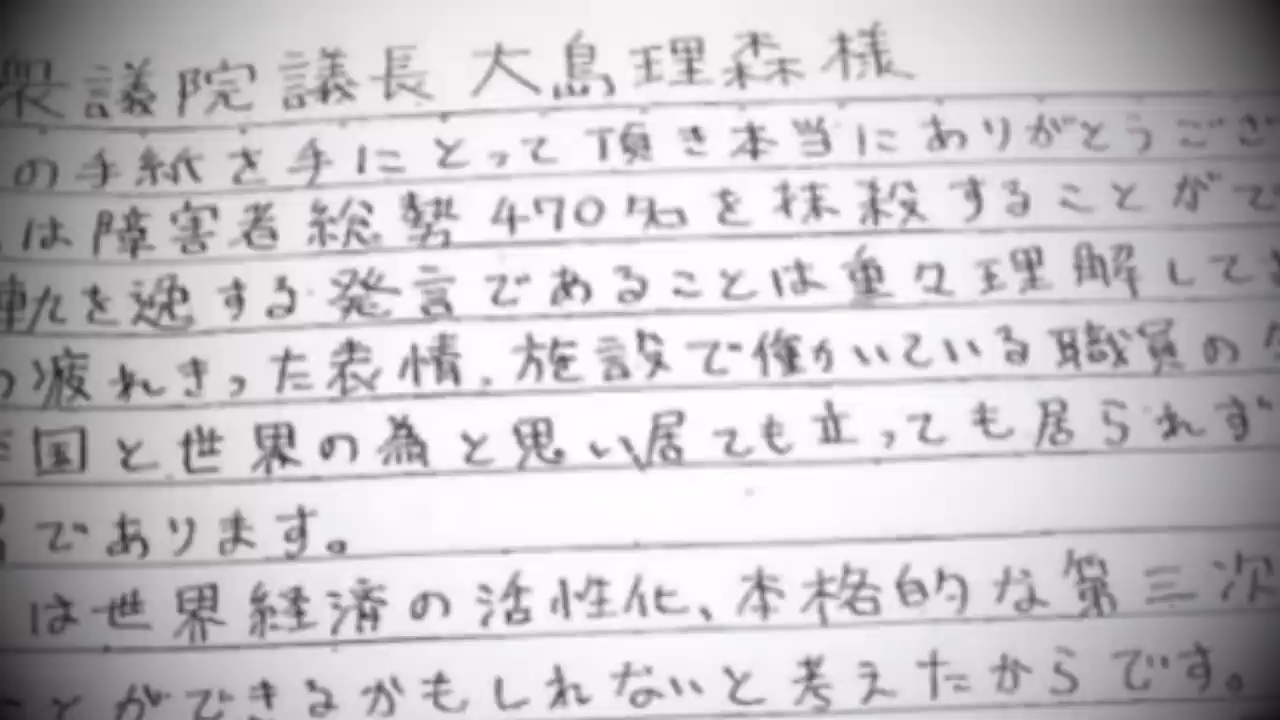 衆議院議長大島理森様
の手紙を手にとって頂き本当にありがとうござ
は障害者総勢470名を抹殺することがで
軌を逸する発言であることは重々理解して
疲れきった表情、施設で働いている職員の
国と世界の為と思い居ても立っても居られず
であります。
は世界経済の活性化、本格的な第三次
ことができるかもしれないと考えたからです。